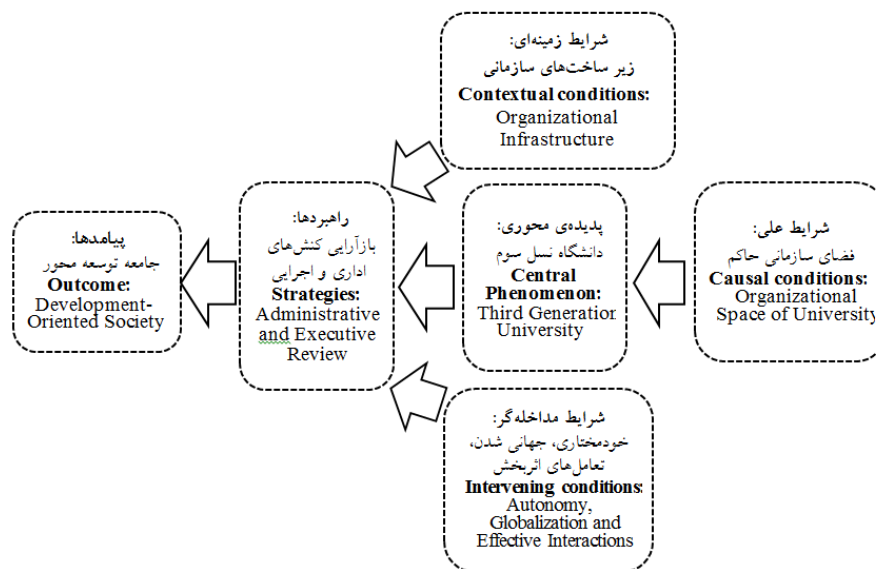 شرایط زمینه‌ای:
زیر ساخت‌های سازمانی
Contextual conditions:
Organizational
Infrastructure
شرایط علی:
فضای سازمانی حاکم
Causal conditions:
Organizational
Space of University
پدیده‌ی محوری:
دانشگاه نسل سوم
Central
Phenomenon:
Third Generation
University
راهبردها:
بازآرایی کنش‌های
اداری و اجرایی
Strategies:
Administrative
and Executive
Review
پیامدها:
جامعه توسعه محور
Outcome:
Development-
Oriented Society
شرایط مداخله‌گر:
خودمختاری، جهانی شدن،
تعامل‌های اثربخش
Intervening conditions:
Autonomy,
Globalization and
Effective Interactions